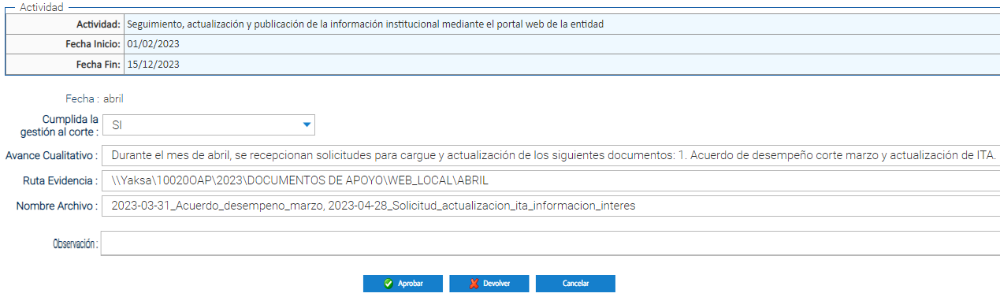 Actividad
Actividad: Seguimiento, actualización y publicación de la información institucional mediante el portal web de la entidad
Fecha Inicio: 01/02/2023
Fecha Fin: 15/12/2023
Fecha : abril
Cumplida la
gestión al corte : SI
Avance Cualitativo : Durante el mes de abril, se recepcionan solicitudes para cargue y actualización de los siguientes documentos: 1. Acuerdo de desempeño corte marzo y actualización de ITA.
Ruta Evidencia : \\Yaksa\10020OAP\2023\DOCUMENTOS DE APOYO\WEB_LOCAL\ABRIL
Nombre Archivo : 2023-03-31_Acuerdo_desempeno_marzo, 2023-04-28_Solicitud_actualizacion_ita_informacion_interes
Observación :
Aprobar Devolver Cancelar